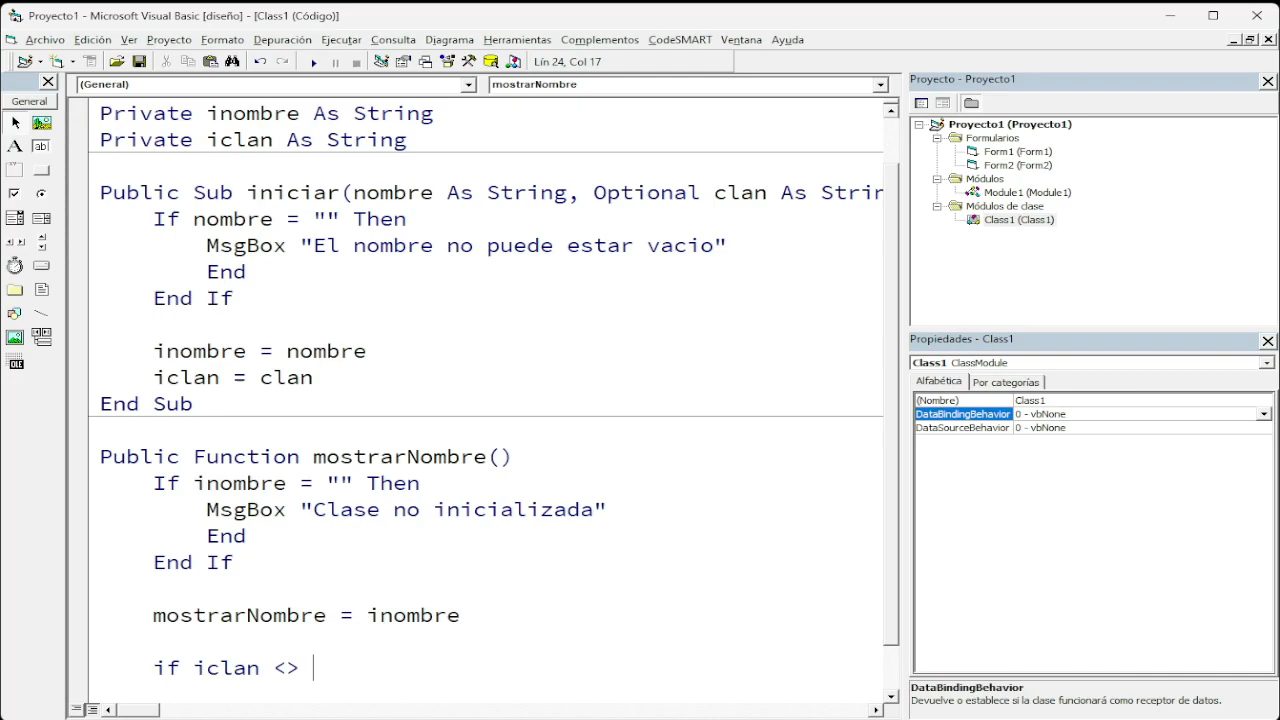 Proyecto1 - Microsoft Visual Basic [diseño] - [Class1 (Código)]
Archivo Edición Ver Proyecto Formato Depuración Ejecutar Consulta Diagrama Herramientas Complementos CodeSMART Ventana Ayuda
Lín 24, Col 17
General
(General) mostrarNombre
Private inombre As String
Private iclan As String
Public Sub iniciar(nombre As String, Optional clan As Strin
If nombre = "" Then
MsgBox "El nombre no puede estar vacio"
End
End If
inombre = nombre
iclan = clan
End Sub
Public Function mostrarNombre()
If inombre = "" Then
MsgBox "Clase no inicializada"
End
End If
mostrarNombre = inombre
if iclan <>
Proyecto - Proyecto1
Proyecto1 (Proyecto1)
Formularios
Form1 (Form1)
Form2 (Form2)
Módulos
Module1 (Module1)
Módulos de clase
Class1 (Class1)
Propiedades - Class1
Class1 ClassModule
Alfabética Por categorías
(Nombre) Class1
DataBindingBehavior 0 - vbNone
DataSourceBehavior 0 - vbNone
DataBindingBehavior
Devuelve o establece si la clase funcionará como receptor de datos.